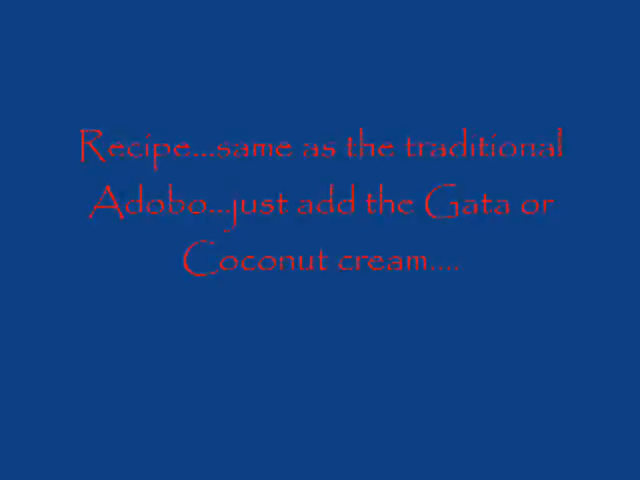 Recipe...same as the traditional
Adobo...just add the Gata or
Coconut cream....